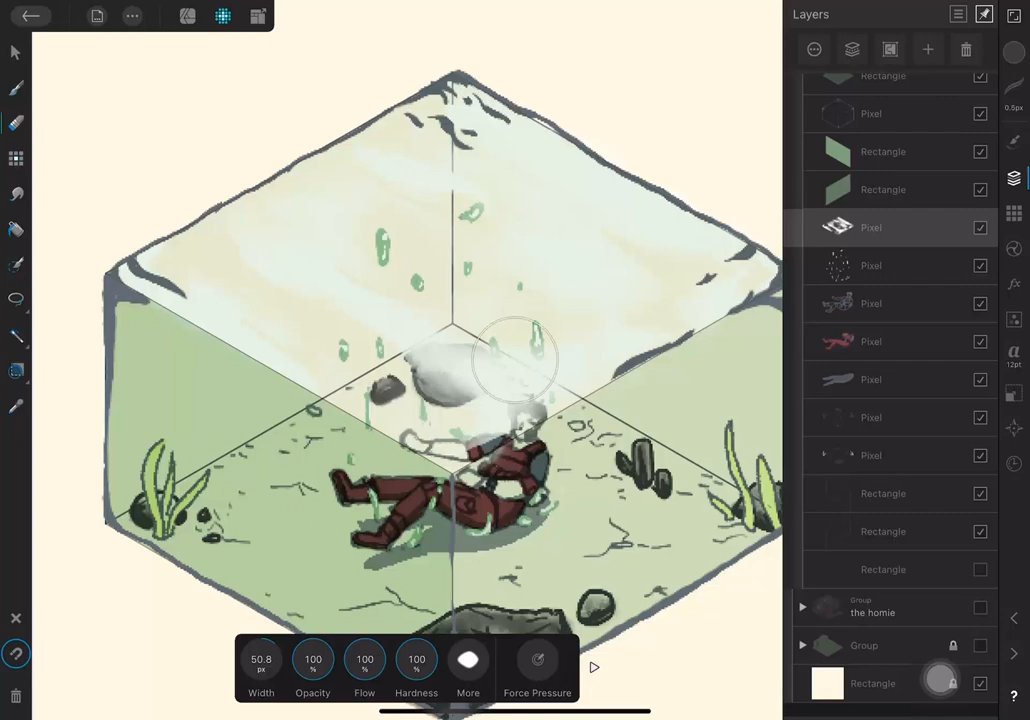 Layers
Rectangle
0.5px
Pixel
Rectangle
Rectangle
Pixel
Pixel
fx
Pixel
Pixel
a
12pt
Pixel
Pixel
Pixel
Rectangle
Rectangle
Rectangle
Group
the homie
Group
Rectangle
50.8
px
100
%
100
%
100
%
Width
Opacity
Flow
Hardness
More
Force Pressure
?